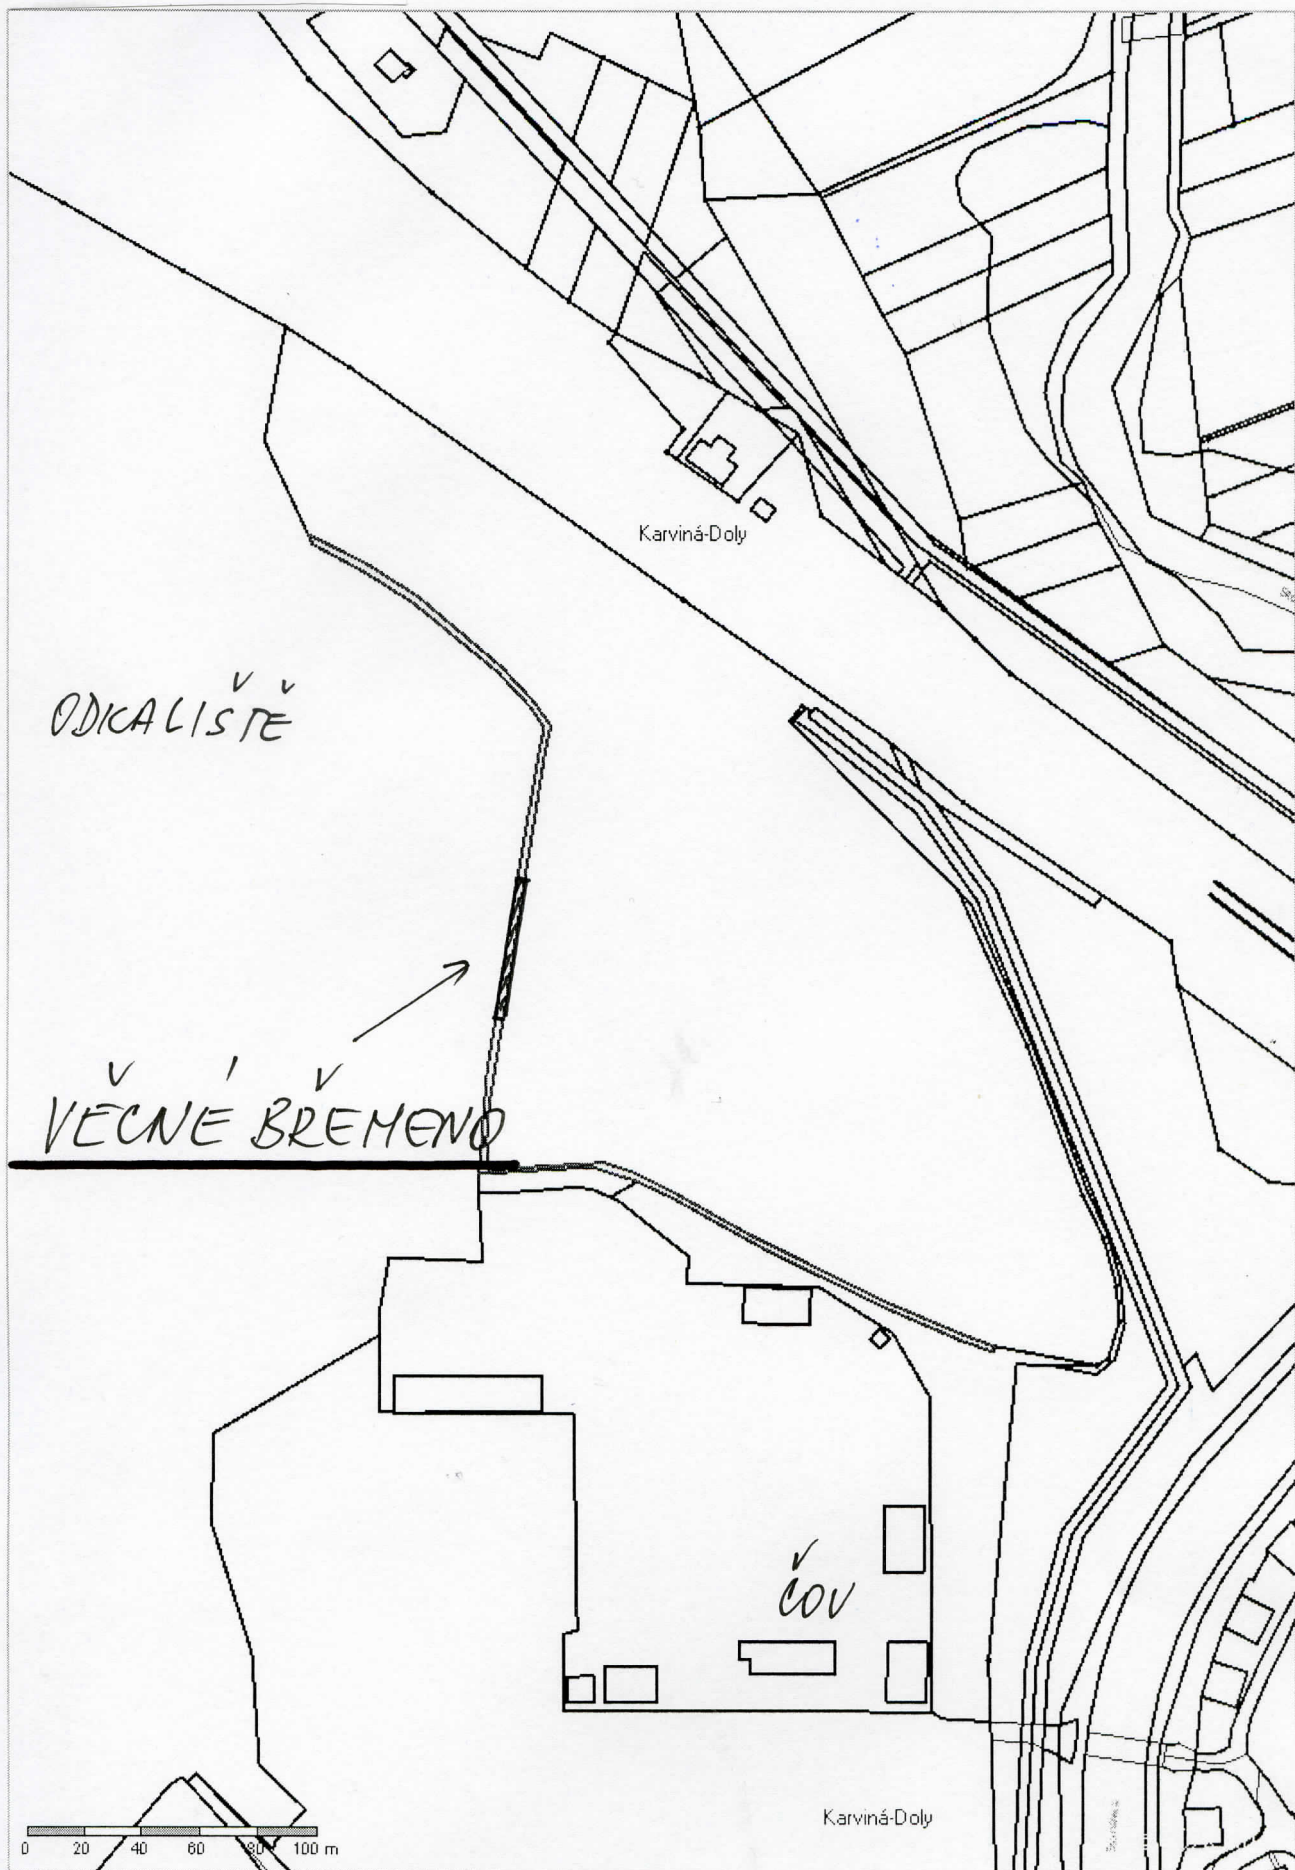 Karviná-Doly
ODKALIŠTĚ
VĚCNÉ BŘEMENO
ČOV
Karviná-Doly
0 20 40 60 80 100 m